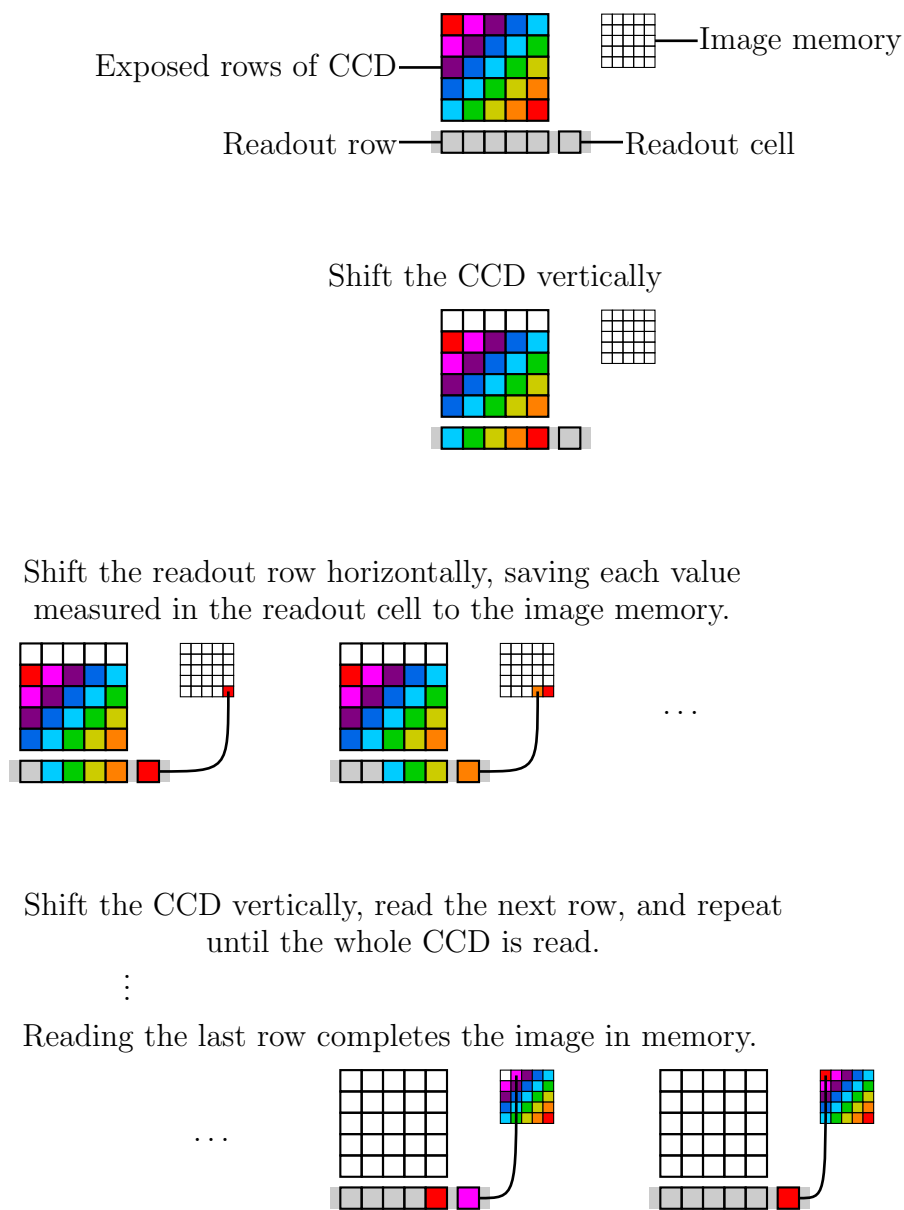 Image memory
Exposed rows of CCD
Readout row
Readout cell
Shift the CCD vertically
Shift the readout row horizontally, saving each value
measured in the readout cell to the image memory.
. . .
Shift the CCD vertically, read the next row, and repeat
until the whole CCD is read.
⋮
Reading the last row completes the image in memory.
. . .